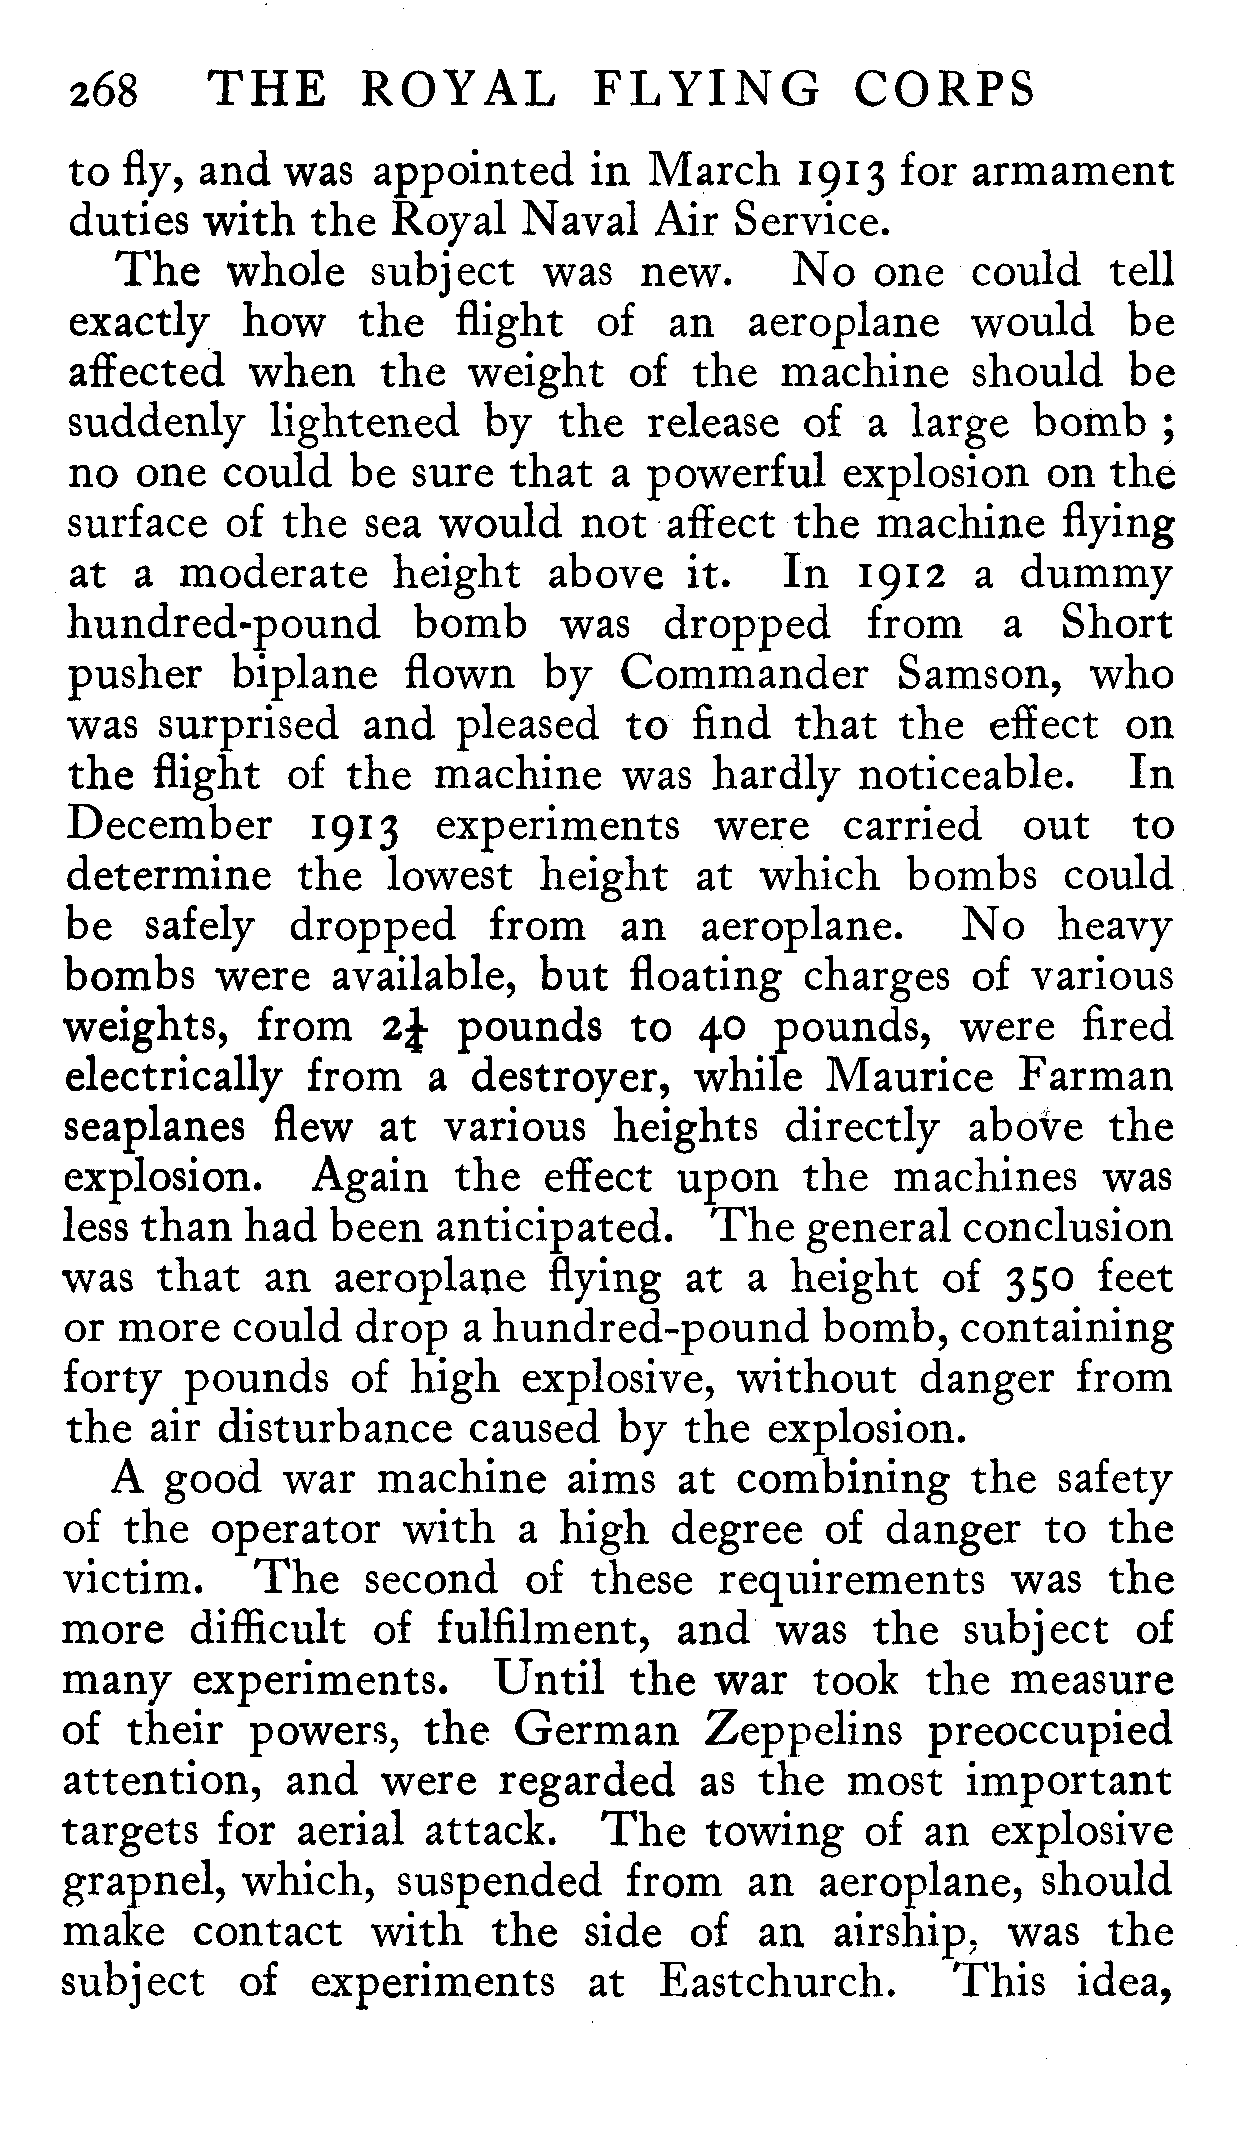 268 THE ROYAL FLYING CORPS
to fly, and was appointed in March 1913 for armament
duties with the Royal Naval Air Service.
The whole subject was new. No one could tell
exactly how the flight of an aeroplane would be
affected when the weight of the machine should be
suddenly lightened by the release of a large bomb ;
no one could be sure that a powerful explosion on the
surface of the sea would not affect the machine flying
at a moderate height above it. In 1912 a dummy
hundred-pound bomb was dropped from a Short
pusher biplane flown by Commander Samson, who
was surprised and pleased to find that the effect on
the flight of the machine was hardly noticeable. In
December 1913 experiments were carried out to
determine the lowest height at which bombs could
be safely dropped from an aeroplane. No heavy
bombs were available, but floating charges of various
weights, from 2¼ pounds to 40 pounds, were fired
electrically from a destroyer, while Maurice Farman
seaplanes flew at various heights directly above the
explosion. Again the effect upon the machines was
less than had been anticipated. The general conclusion
was that an aeroplane flying at a height of 350 feet
or more could drop a hundred-pound bomb, containing
forty pounds of high explosive, without danger from
the air disturbance caused by the explosion.
A good war machine aims at combining the safety
of the operator with a high degree of danger to the
victim. The second of these requirements was the
more difficult of fulfilment, and was the subject of
many experiments. Until the war took the measure
of their powers, the German Zeppelins preoccupied
attention, and were regarded as the most important
targets for aerial attack. The towing of an explosive
grapnel, which, suspended from an aeroplane, should
make contact with the side of an airship, was the
subject of experiments at Eastchurch. This idea,